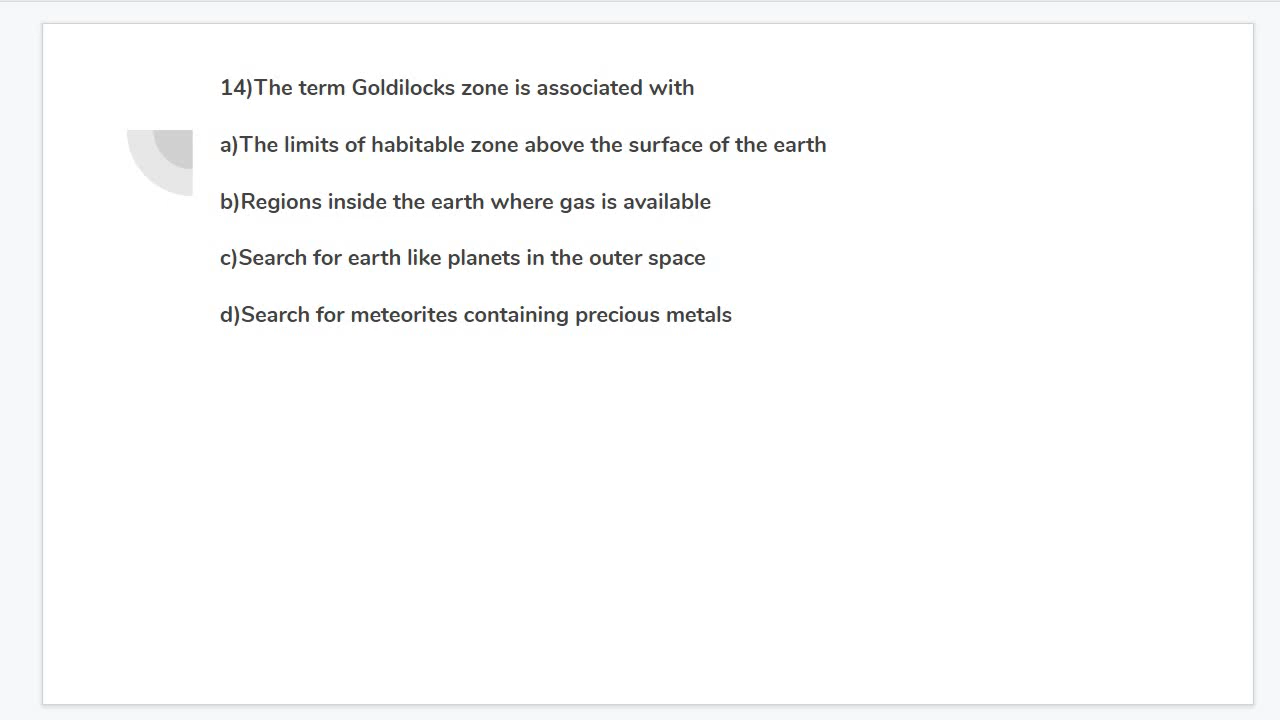 14)The term Goldilocks zone is associated with
a)The limits of habitable zone above the surface of the earth
b)Regions inside the earth where gas is available
c)Search for earth like planets in the outer space
d)Search for meteorites containing precious metals